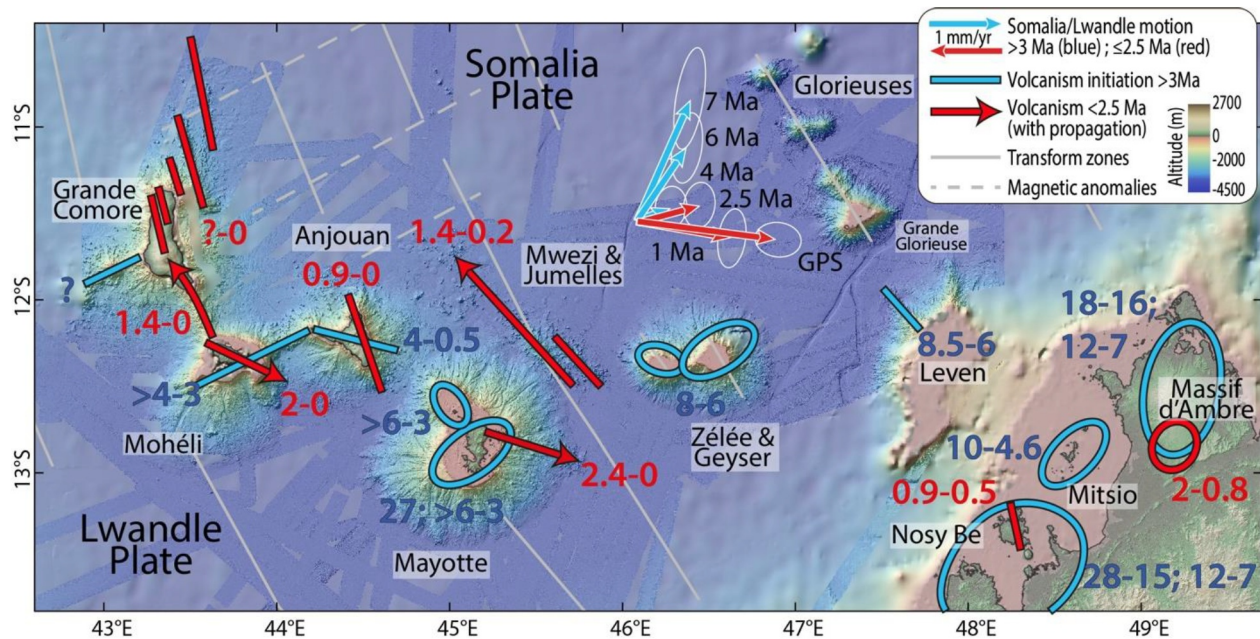 Somalia/Lwandle motion
1 mm/yr
>3 Ma (blue) ; ≤2.5 Ma (red)
Volcanism initiation >3Ma
Volcanism <2.5 Ma
(with propagation)
Transform zones
Magnetic anomalies
Altitude (m)
2700
0
-2000
-4500
Somalia
Plate
Glorieuses
7 Ma
6 Ma
4 Ma
2.5 Ma
1 Ma
GPS
Grande
Glorieuse
11°S
Grande
Comore
?-0
Anjouan
0.9-0
1.4-0.2
Mwezi &
Jumelles
?
12°S
1.4-0
4-0.5
18-16;
12-7
8.5-6
Leven
Massif
d'Ambre
>4-3
2-0
Mohéli
>6-3
8-6
Zélée &
Geyser
10-4.6
13°S
2.4-0
0.9-0.5
Mitsio
2-0.8
27; >6-3
Nosy Be
Lwandle
Plate
Mayotte
28-15; 12-7
43°E
44°E
45°E
46°E
47°E
48°E
49°E